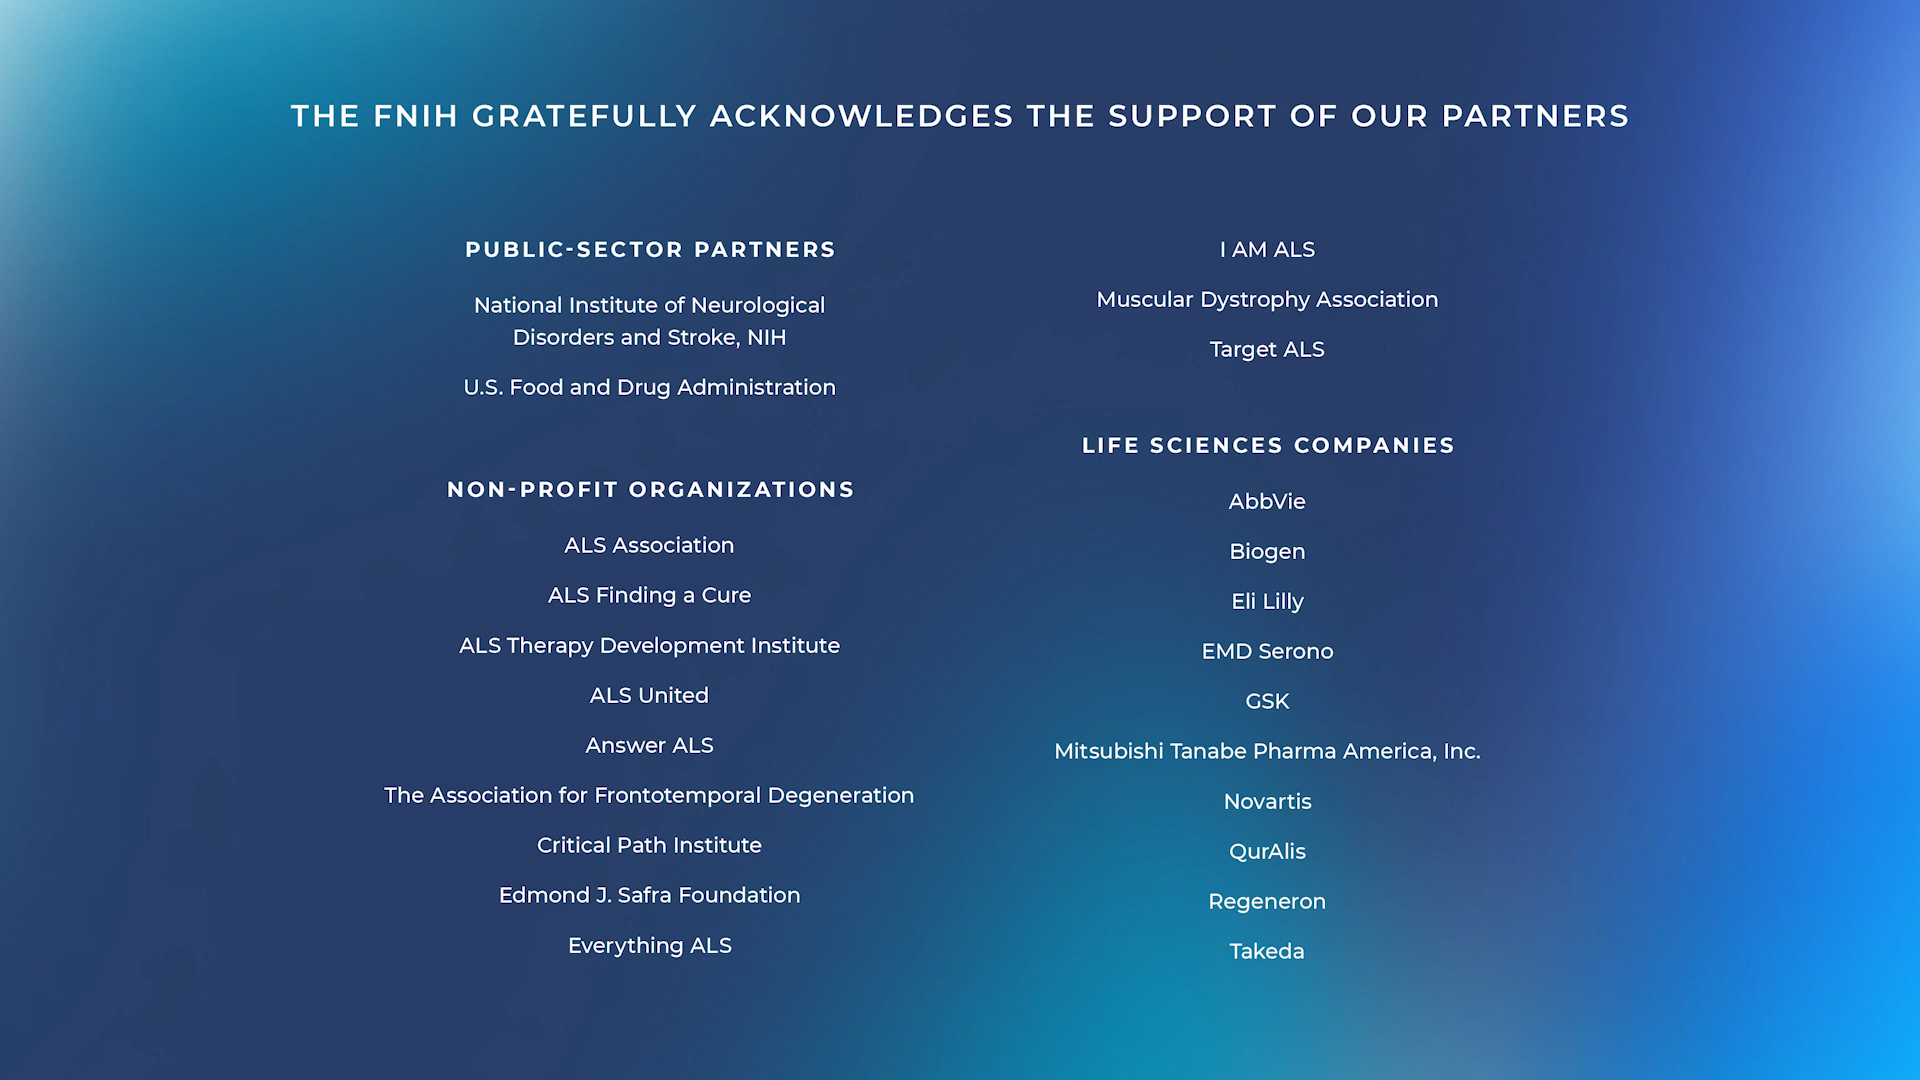 THE FNIH GRATEFULLY ACKNOWLEDGES THE SUPPORT OF OUR PARTNERS
PUBLIC-SECTOR PARTNERS
National Institute of Neurological
Disorders and Stroke, NIH
U.S. Food and Drug Administration
NON-PROFIT ORGANIZATIONS
ALS Association
ALS Finding a Cure
ALS Therapy Development Institute
ALS United
Answer ALS
The Association for Frontotemporal Degeneration
Critical Path Institute
Edmond J. Safra Foundation
Everything ALS
I AM ALS
Muscular Dystrophy Association
Target ALS
LIFE SCIENCES COMPANIES
AbbVie
Biogen
Eli Lilly
EMD Serono
GSK
Mitsubishi Tanabe Pharma America, Inc.
Novartis
QurAlis
Regeneron
Takeda